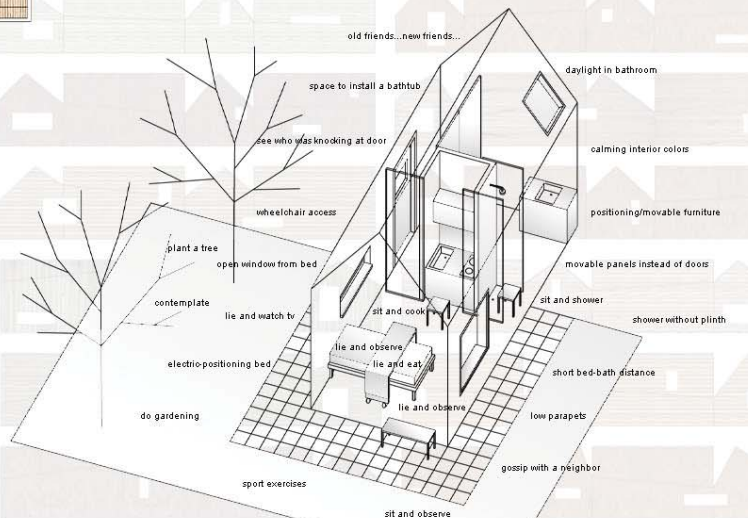 old friends...new friends...
daylight in bathroom
space to install a bathtub
see who was knocking at door
calming interior colors
wheelchair access
positioning/movable furniture
plant a tree
open window from bed
movable panels instead of doors
contemplate
sit and shower
lie and watch tv
sit and cook
shower without plinth
lie and observe
electric-positioning bed
lie and eat
short bed-bath distance
lie and observe
do gardening
low parapets
gossip with a neighbor
sport exercises
sit and observe